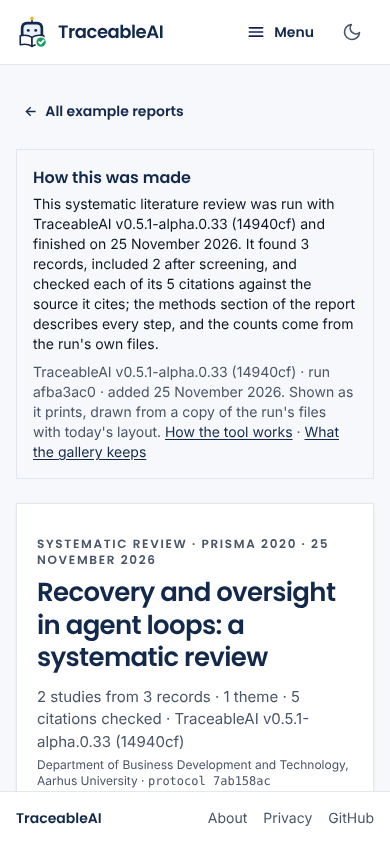 TraceableAI
Menu
← All example reports
How this was made
This systematic literature review was run with
TraceableAI v0.5.1-alpha.0.33 (14940cf) and
finished on 25 November 2026. It found 3
records, included 2 after screening, and
checked each of its 5 citations against the
source it cites; the methods section of the report
describes every step, and the counts come from
the run's own files.
TraceableAI v0.5.1-alpha.0.33 (14940cf) · run
afba3ac0 · added 25 November 2026. Shown as
it prints, drawn from a copy of the run's files
with today's layout. How the tool works · What
the gallery keeps
SYSTEMATIC REVIEW · PRISMA 2020 · 25
NOVEMBER 2026
Recovery and oversight
in agent loops: a
systematic review
2 studies from 3 records · 1 theme · 5
citations checked · TraceableAI v0.5.1-
alpha.0.33 (14940cf)
Department of Business Development and Technology,
Aarhus University · protocol 7ab158ac
TraceableAI
About
Privacy
GitHub